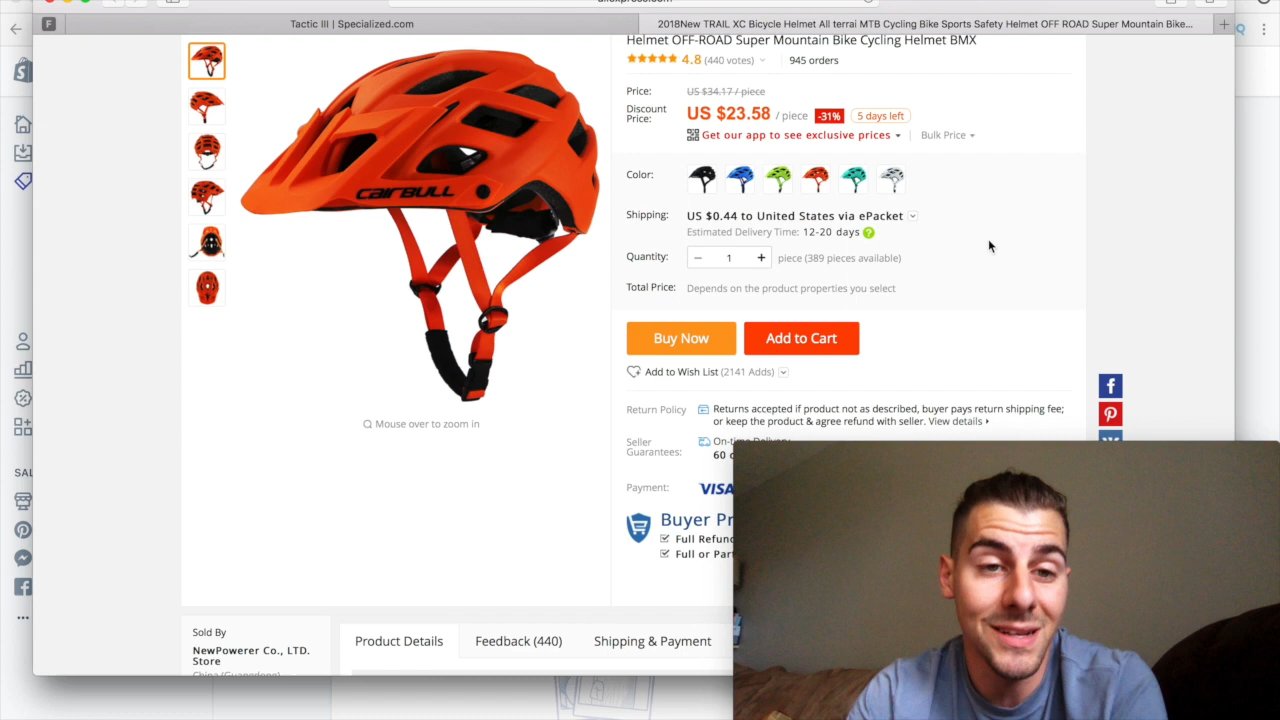 Tactic III | Specialized.com
2018New TRAIL XC Bicycle Helmet All terrai MTB Cycling Bike Sports Safety Helmet OFF ROAD Super Mountain Bike...
Helmet OFF-ROAD Super Mountain Bike Cycling Helmet BMX
4.8 (440 votes)
945 orders
Price:
US $34.17 / piece
Discount
Price:
US $23.58 / piece
-31%
5 days left
Get our app to see exclusive prices
Bulk Price
Color:
CAIRBULL
Shipping:
US $0.44 to United States via ePacket
Estimated Delivery Time: 12-20 days
Quantity:
1
piece (389 pieces available)
Total Price:
Depends on the product properties you select
Buy Now
Add to Cart
Add to Wish List (2141 Adds)
Mouse over to zoom in
Return Policy
Returns accepted if product not as described, buyer pays return shipping fee;
or keep the product & agree refund with seller. View details
Seller
Guarantees:
On-time Delivery
60
Payment:
VISA
Buyer Pr
Full Refund
Full or Par
SAL
Sold By
NewPowerer Co., LTD.
Store
China (Guangdong)
Product Details
Feedback (440)
Shipping & Payment